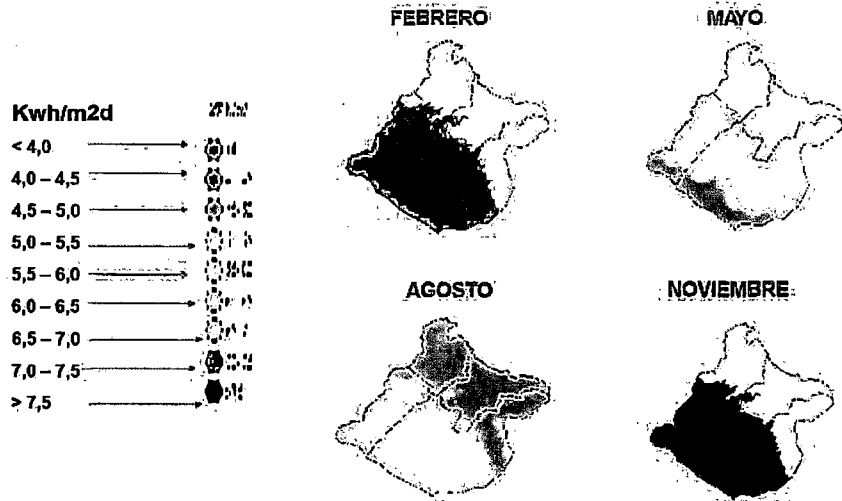 FEBRERO
MAYO
Kwh/m2d
< 4,0
4,0 – 4,5
4,5 – 5,0
5,0 – 5,5
5,5 – 6,0
6,0 – 6,5
6,5 – 7,0
7,0 – 7,5
> 7,5
AGOSTO
NOVIEMBRE